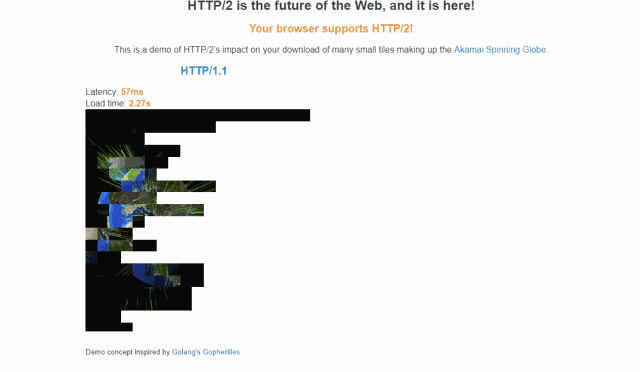 HTTP/2 is the future of the Web, and it is here!
Your browser supports HTTP/2!
This is a demo of HTTP/2's impact on your download of many small tiles making up the Akamai Spinning Globe.
HTTP/1.1
Latency: 57ms
Load time: 2.27s
Demo concept inspired by Golang's Gophertiles